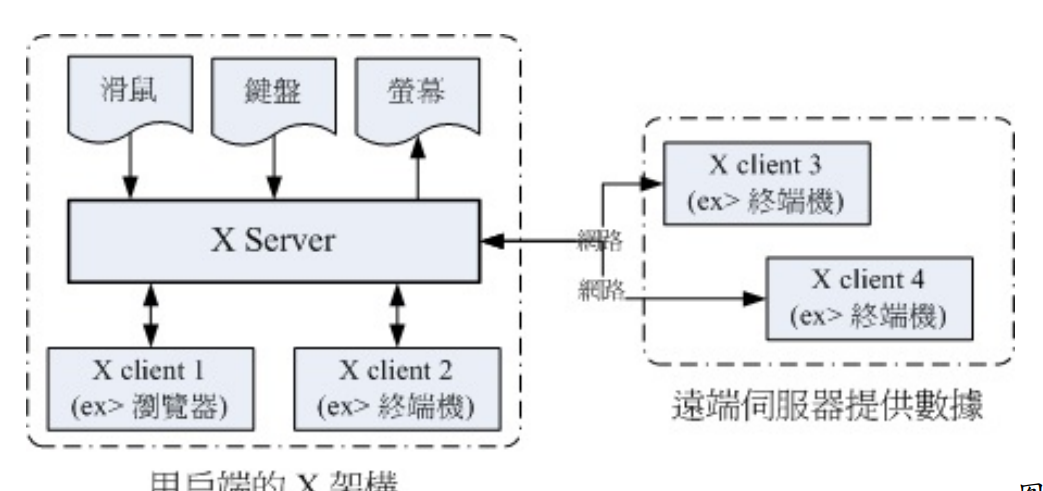 滑鼠
鍵盤
螢幕
X Server
X client 1
(ex> 瀏覽器)
X client 2
(ex> 終端機)
用戶端的 X 架構
網路
網路
X client 3
(ex> 終端機)
X client 4
(ex> 終端機)
遠端伺服器提供數據
圖